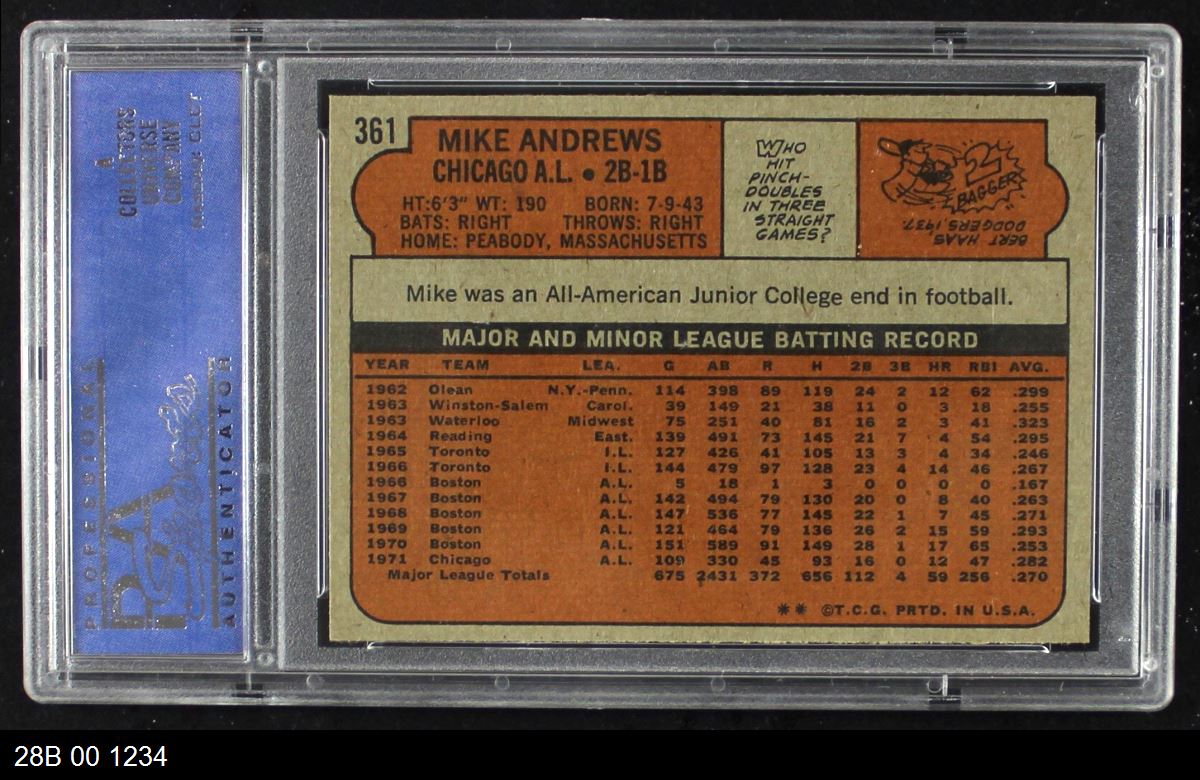 A
COLLECTORS
UNIVERSE
COMPANY
NASDAQ: CLCT
PROFESSIONAL
PSA
AUTHENTICATOR
361
MIKE ANDREWS
CHICAGO A.L. • 2B-1B
HT: 6'3" WT: 190 BORN: 7-9-43
BATS: RIGHT THROWS: RIGHT
HOME: PEABODY, MASSACHUSETTS
WHO
HIT
PINCH-
DOUBLES
IN THREE
STRAIGHT
GAMES?
2
BAGGER
BERT HAAS
DODGERS, 1937.
Mike was an All-American Junior College end in football.
MAJOR AND MINOR LEAGUE BATTING RECORD
YEAR TEAM LEA. G AB R H 2B 3B HR RBI AVG.
1962 Olean N.Y.-Penn. 114 398 89 119 24 2 12 62 .299
1963 Winston-Salem Carol. 39 149 21 38 11 0 3 18 .255
1963 Waterloo Midwest 75 251 40 81 16 2 3 41 .323
1964 Reading East. 139 491 73 145 21 7 4 54 .295
1965 Toronto I.L. 127 426 41 105 13 3 4 34 .246
1966 Toronto I.L. 144 479 97 128 23 4 14 46 .267
1966 Boston A.L. 5 18 1 3 0 0 0 0 .167
1967 Boston A.L. 142 494 79 130 20 0 8 40 .263
1968 Boston A.L. 147 536 77 145 22 1 7 45 .271
1969 Boston A.L. 121 464 79 136 26 2 15 59 .293
1970 Boston A.L. 151 589 91 149 28 1 17 65 .253
1971 Chicago A.L. 109 330 45 93 16 0 12 47 .282
Major League Totals 675 2431 372 656 112 4 59 256 .270
** ©T.C.G. PRTD. IN U.S.A.
28B 00 1234